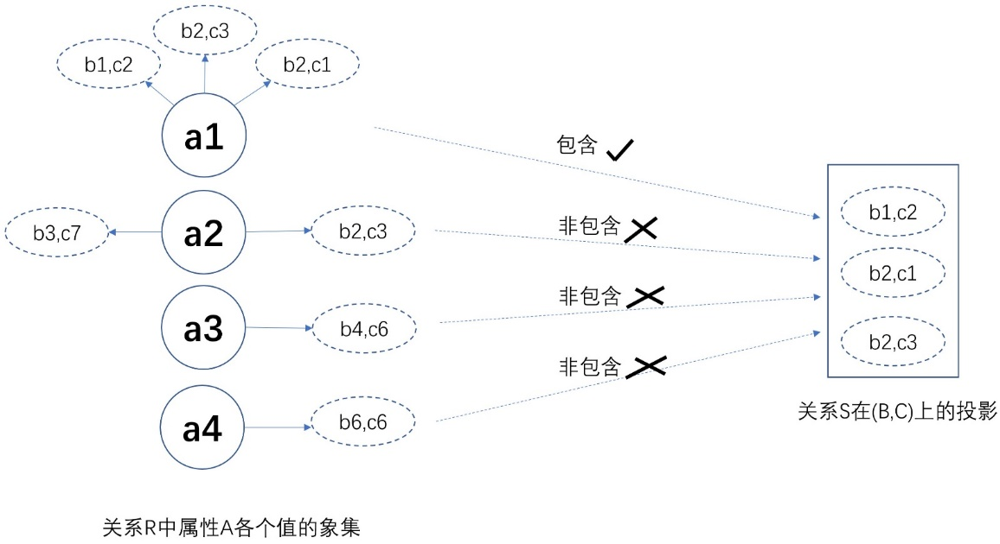 b2,c3
b1,c2
b2,c1
a1
包含
a2
b3,c7
b2,c3
非包含
a3
b4,c6
非包含
a4
b6,c6
非包含
b1,c2
b2,c1
b2,c3
关系S在(B,C)上的投影
关系R中属性A各个值的象集